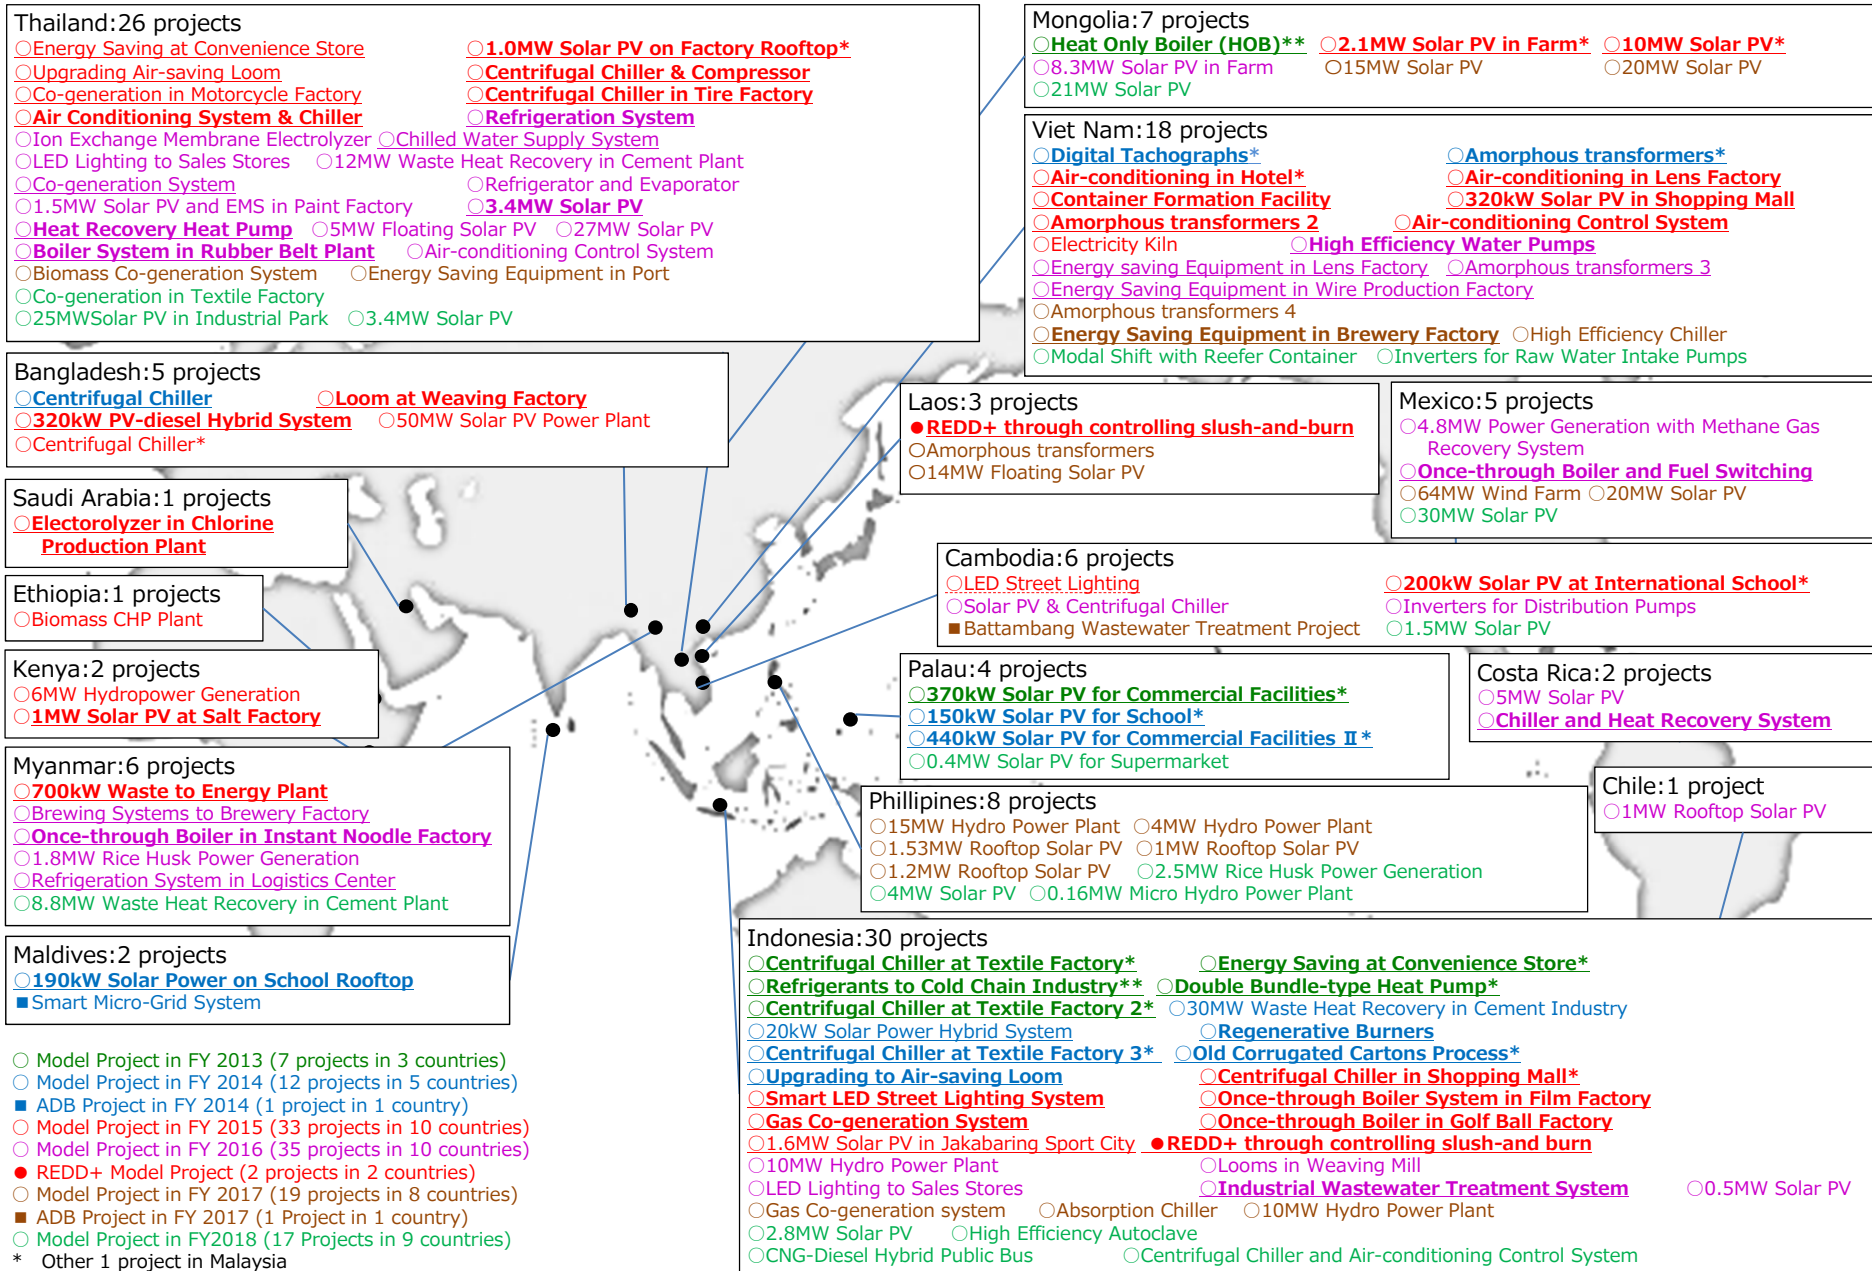 Thailand:26 projects
○Energy Saving at Convenience Store ○1.0MW Solar PV on Factory Rooftop*
○Upgrading Air-saving Loom ○Centrifugal Chiller & Compressor
○Co-generation in Motorcycle Factory ○Centrifugal Chiller in Tire Factory
○Air Conditioning System & Chiller ○Refrigeration System
○Ion Exchange Membrane Electrolyzer ○Chilled Water Supply System
○LED Lighting to Sales Stores ○12MW Waste Heat Recovery in Cement Plant
○Co-generation System ○Refrigerator and Evaporator
○1.5MW Solar PV and EMS in Paint Factory ○3.4MW Solar PV
○Heat Recovery Heat Pump ○5MW Floating Solar PV ○27MW Solar PV
○Boiler System in Rubber Belt Plant ○Air-conditioning Control System
○Biomass Co-generation System ○Energy Saving Equipment in Port
○Co-generation in Textile Factory
○25MWSolar PV in Industrial Park ○3.4MW Solar PV
Mongolia:7 projects
○Heat Only Boiler (HOB)** ○2.1MW Solar PV in Farm* ○10MW Solar PV*
○8.3MW Solar PV in Farm ○15MW Solar PV ○20MW Solar PV
○21MW Solar PV
Viet Nam:18 projects
○Digital Tachographs* ○Amorphous transformers*
○Air-conditioning in Hotel* ○Air-conditioning in Lens Factory
○Container Formation Facility ○320kW Solar PV in Shopping Mall
○Amorphous transformers 2 ○Air-conditioning Control System
○Electricity Kiln ○High Efficiency Water Pumps
○Energy saving Equipment in Lens Factory ○Amorphous transformers 3
○Energy Saving Equipment in Wire Production Factory
○Amorphous transformers 4
○Energy Saving Equipment in Brewery Factory ○High Efficiency Chiller
○Modal Shift with Reefer Container ○Inverters for Raw Water Intake Pumps
Bangladesh:5 projects
○Centrifugal Chiller ○Loom at Weaving Factory
○320kW PV-diesel Hybrid System ○50MW Solar PV Power Plant
○Centrifugal Chiller*
Laos:3 projects
●REDD+ through controlling slush-and-burn
○Amorphous transformers
○14MW Floating Solar PV
Mexico:5 projects
○4.8MW Power Generation with Methane Gas
Recovery System
○Once-through Boiler and Fuel Switching
○64MW Wind Farm ○20MW Solar PV
○30MW Solar PV
Saudi Arabia:1 projects
○Electorolyzer in Chlorine
Production Plant
Cambodia:6 projects
○LED Street Lighting ○200kW Solar PV at International School*
○Solar PV & Centrifugal Chiller ○Inverters for Distribution Pumps
■Battambang Wastewater Treatment Project ○1.5MW Solar PV
Ethiopia:1 projects
○Biomass CHP Plant
Kenya:2 projects
○6MW Hydropower Generation
○1MW Solar PV at Salt Factory
Palau:4 projects
○370kW Solar PV for Commercial Facilities*
○150kW Solar PV for School*
○440kW Solar PV for Commercial Facilities Ⅱ*
○0.4MW Solar PV for Supermarket
Costa Rica:2 projects
○5MW Solar PV
○Chiller and Heat Recovery System
Myanmar:6 projects
○700kW Waste to Energy Plant
○Brewing Systems to Brewery Factory
○Once-through Boiler in Instant Noodle Factory
○1.8MW Rice Husk Power Generation
○Refrigeration System in Logistics Center
○8.8MW Waste Heat Recovery in Cement Plant
Chile:1 project
○1MW Rooftop Solar PV
Phillipines:8 projects
○15MW Hydro Power Plant ○4MW Hydro Power Plant
○1.53MW Rooftop Solar PV ○1MW Rooftop Solar PV
○1.2MW Rooftop Solar PV ○2.5MW Rice Husk Power Generation
○4MW Solar PV ○0.16MW Micro Hydro Power Plant
Maldives:2 projects
○190kW Solar Power on School Rooftop
■Smart Micro-Grid System
Indonesia:30 projects
○Centrifugal Chiller at Textile Factory* ○Energy Saving at Convenience Store*
○Refrigerants to Cold Chain Industry** ○Double Bundle-type Heat Pump*
○Centrifugal Chiller at Textile Factory 2* ○30MW Waste Heat Recovery in Cement Industry
○20kW Solar Power Hybrid System ○Regenerative Burners
○Centrifugal Chiller at Textile Factory 3* ○Old Corrugated Cartons Process*
○Upgrading to Air-saving Loom ○Centrifugal Chiller in Shopping Mall*
○Smart LED Street Lighting System ○Once-through Boiler System in Film Factory
○Gas Co-generation System ○Once-through Boiler in Golf Ball Factory
○1.6MW Solar PV in Jakabaring Sport City ●REDD+ through controlling slush-and burn
○10MW Hydro Power Plant ○Looms in Weaving Mill
○LED Lighting to Sales Stores ○Industrial Wastewater Treatment System ○0.5MW Solar PV
○Gas Co-generation system ○Absorption Chiller ○10MW Hydro Power Plant
○2.8MW Solar PV ○High Efficiency Autoclave
○CNG-Diesel Hybrid Public Bus ○Centrifugal Chiller and Air-conditioning Control System
○ Model Project in FY 2013 (7 projects in 3 countries)
○ Model Project in FY 2014 (12 projects in 5 countries)
■ ADB Project in FY 2014 (1 project in 1 country)
○ Model Project in FY 2015 (33 projects in 10 countries)
○ Model Project in FY 2016 (35 projects in 10 countries)
● REDD+ Model Project (2 projects in 2 countries)
○ Model Project in FY 2017 (19 projects in 8 countries)
■ ADB Project in FY 2017 (1 Project in 1 country)
○ Model Project in FY2018 (17 Projects in 9 countries)
* Other 1 project in Malaysia